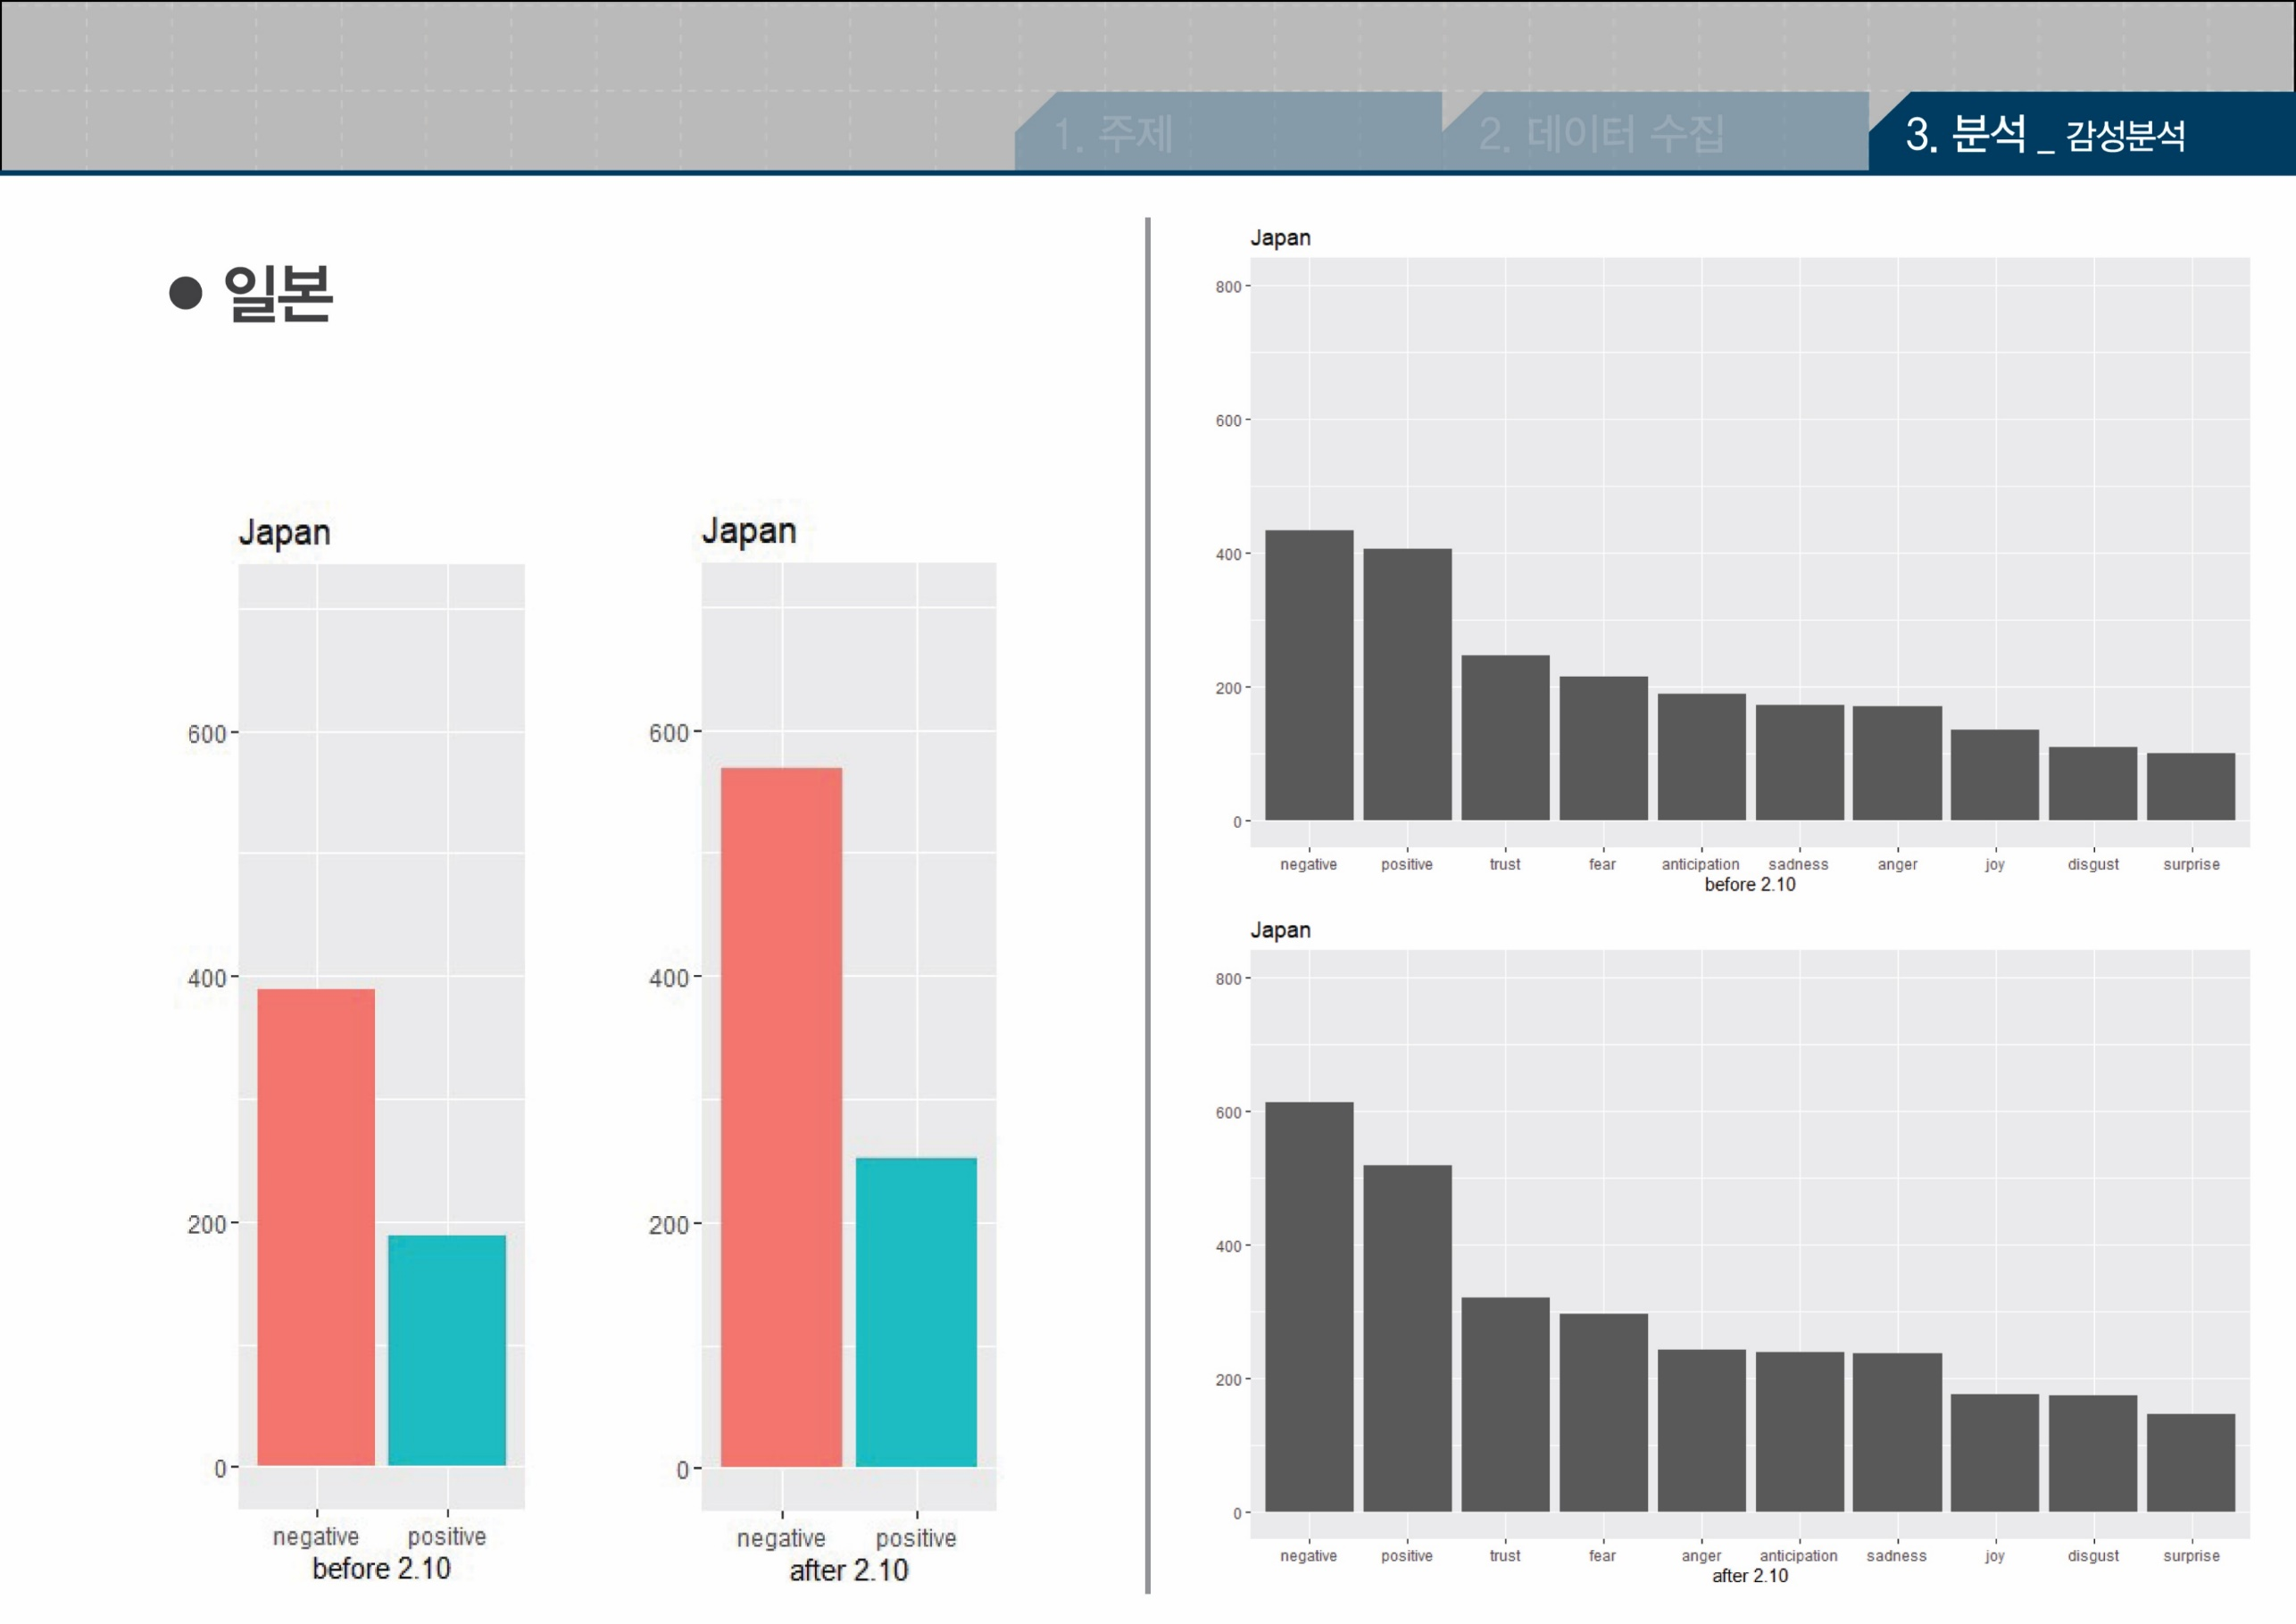 1. 주제
2. 데이터 수집
3. 분석 _ 감성분석
● 일본
Japan
600
400
200
0
negative positive
before 2.10
Japan
600
400
200
0
negative positive
after 2.10
Japan
800
600
400
200
0
negative positive trust fear anticipation sadness anger joy disgust surprise
before 2.10
Japan
800
600
400
200
0
negative positive trust fear anger anticipation sadness joy disgust surprise
after 2.10